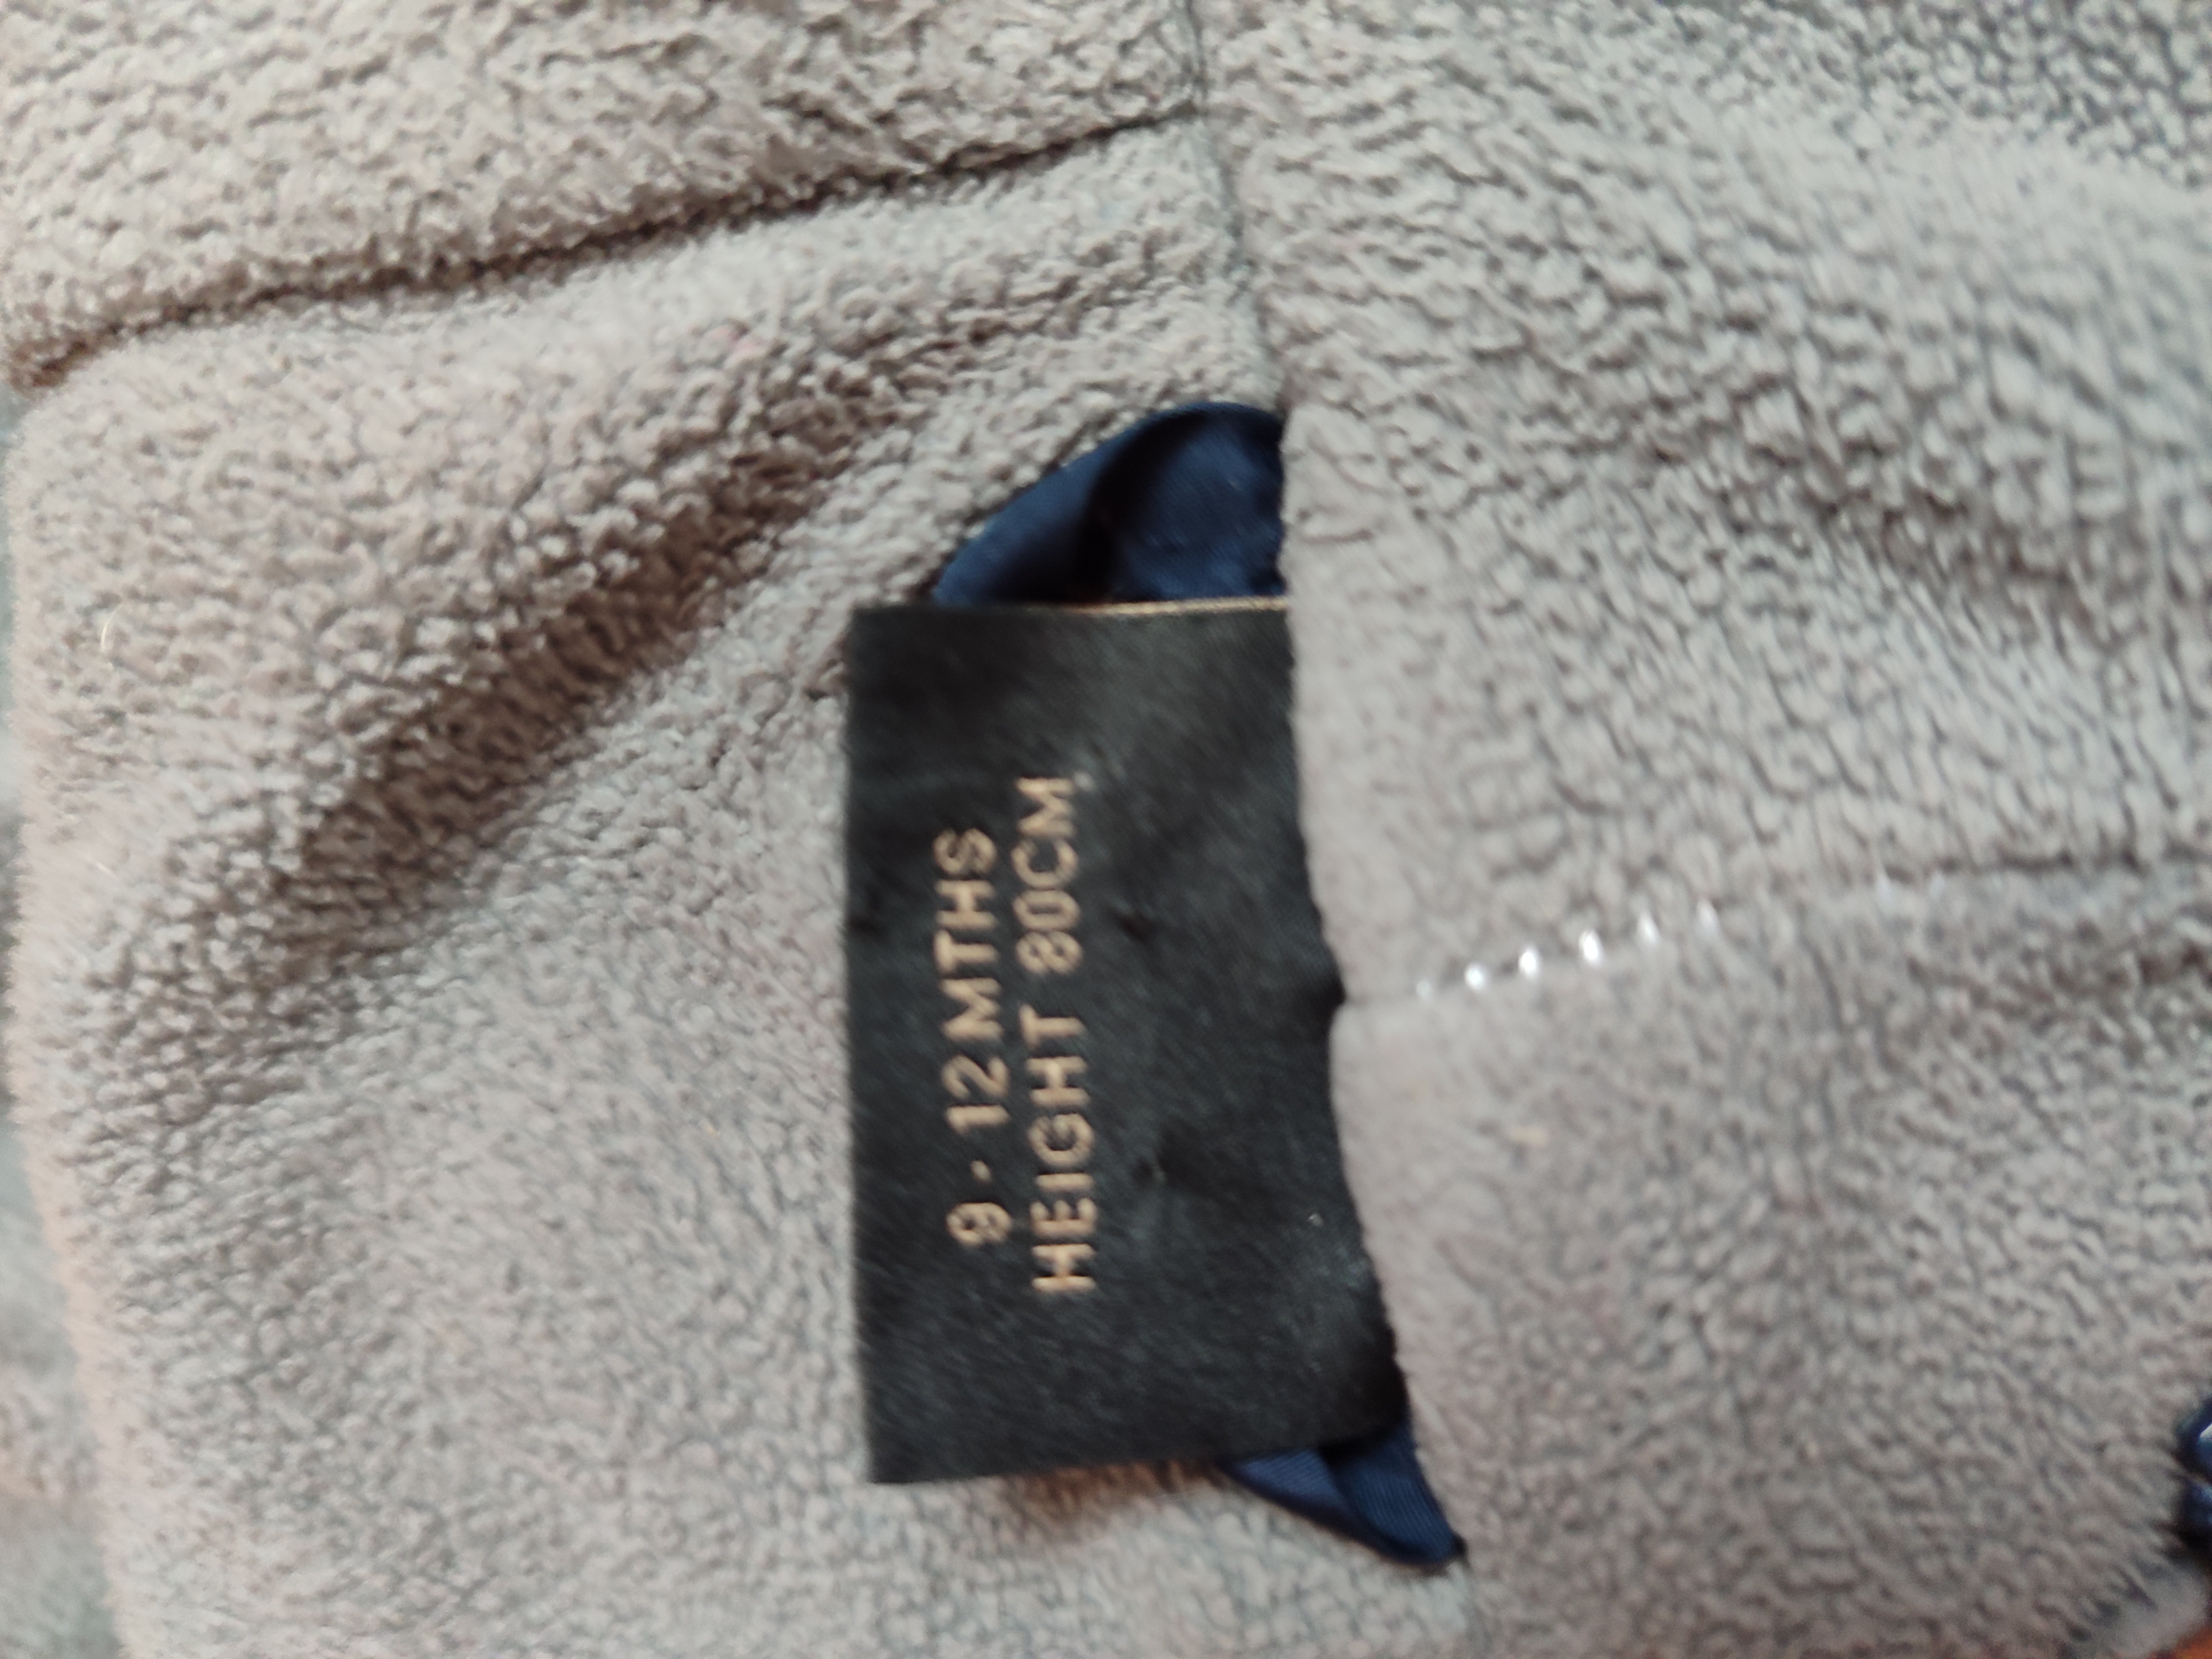 9 - 12 MTHS
HEIGHT 80CM